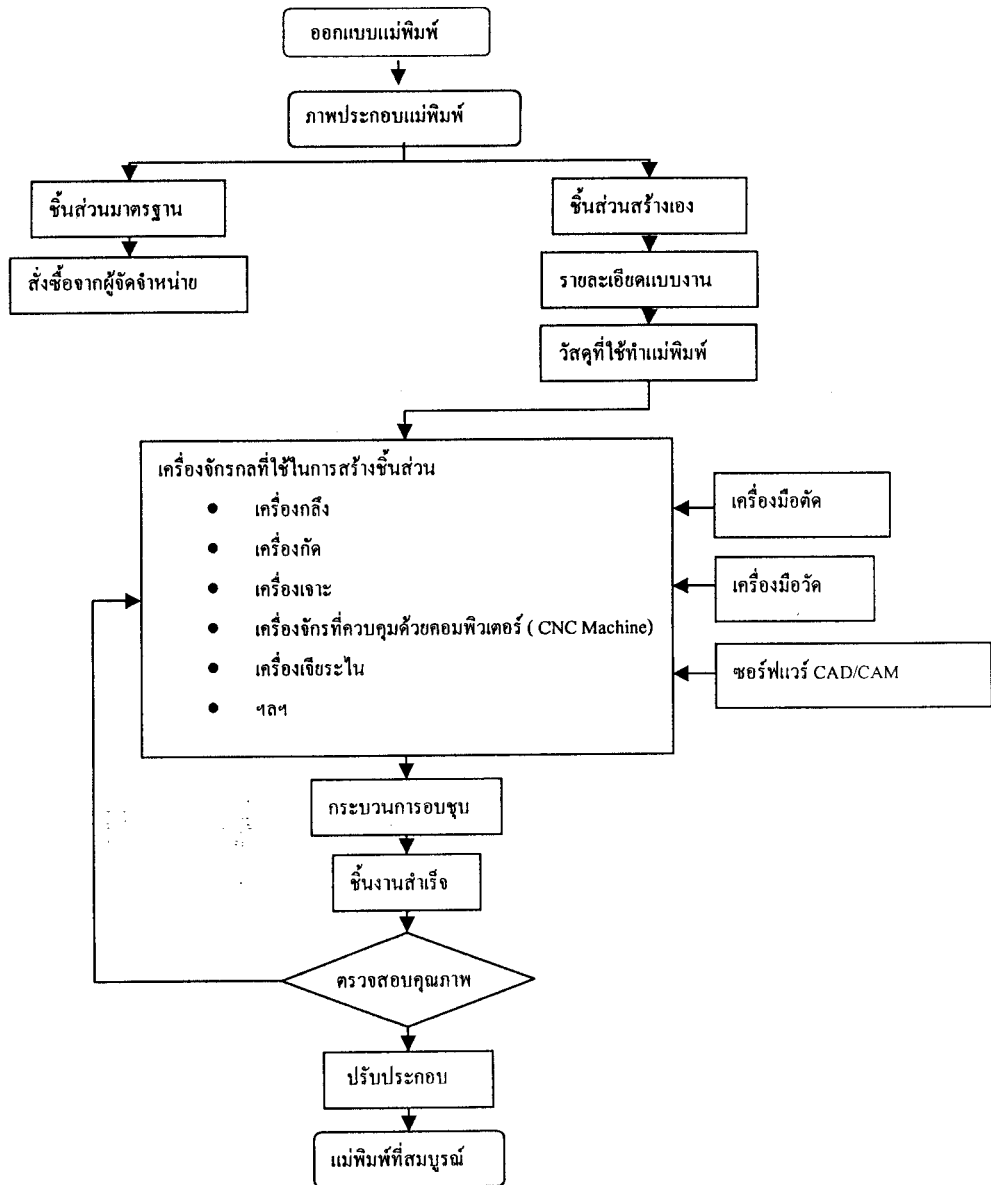 ออกแบบแม่พิมพ์
ภาพประกอบแม่พิมพ์
ชิ้นส่วนมาตรฐาน
ชิ้นส่วนสร้างเอง
สั่งซื้อจากผู้จัดจำหน่าย
รายละเอียดแบบงาน
วัสดุที่ใช้ทำแม่พิมพ์
เครื่องจักรกลที่ใช้ในการสร้างชิ้นส่วน
● เครื่องกลึง
● เครื่องกัด
● เครื่องเจาะ
● เครื่องจักรที่ควบคุมด้วยคอมพิวเตอร์ ( CNC Machine)
● เครื่องเจียระไน
● ฯลฯ
เครื่องมือตัด
เครื่องมือวัด
ซอร์ฟแวร์ CAD/CAM
กระบวนการอบชุบ
ชิ้นงานสำเร็จ
ตรวจสอบคุณภาพ
ปรับประกอบ
แม่พิมพ์ที่สมบูรณ์